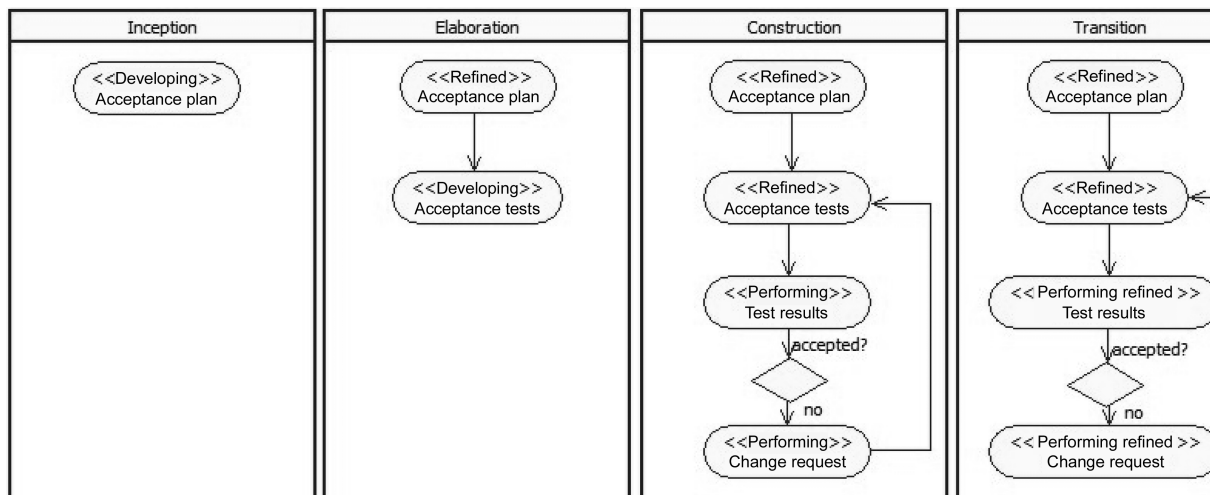 Inception
<<Developing>>
Acceptance plan
Elaboration
<<Refined>>
Acceptance plan
<<Developing>>
Acceptance tests
Construction
<<Refined>>
Acceptance plan
<<Refined>>
Acceptance tests
<<Performing>>
Test results
accepted?
no
<<Performing>>
Change request
Transition
<<Refined>>
Acceptance plan
<<Refined>>
Acceptance tests
<<Performing refined >>
Test results
accepted?
no
<<Performing refined >>
Change request